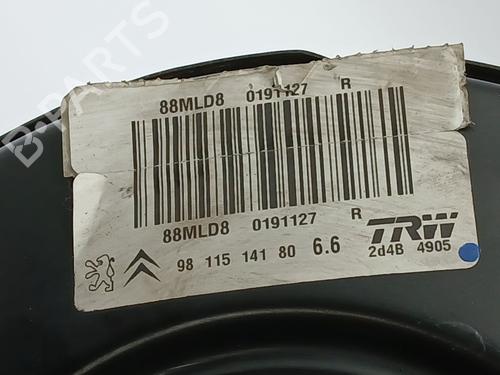 B-PARTS
88MLD8 0191127 R
88MLD8 0191127 R
98 115 141 80 6.6
TRW
2d4B 4905